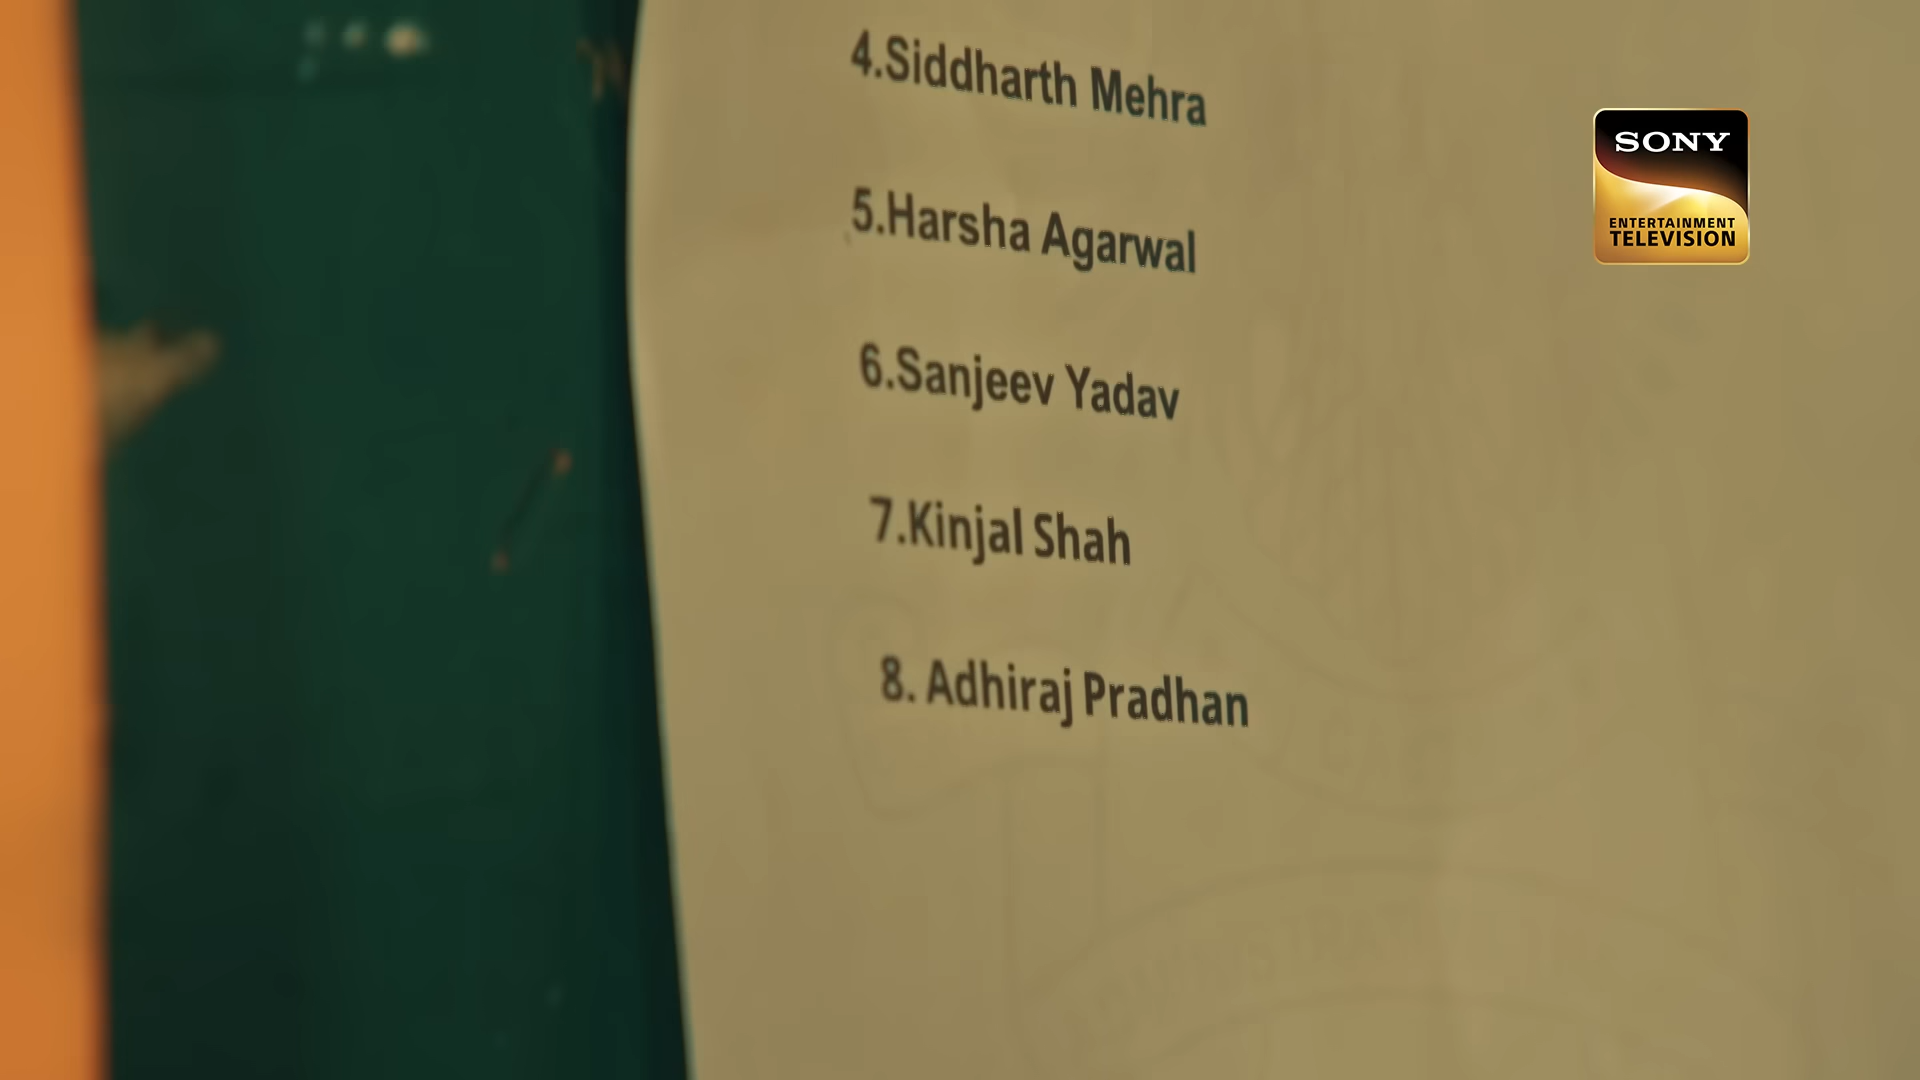 4.Siddharth Mehra
SONY
ENTERTAINMENT
TELEVISION
5.Harsha Agarwal
6.Sanjeev Yadav
7.Kinjal Shah
8. Adhiraj Pradhan